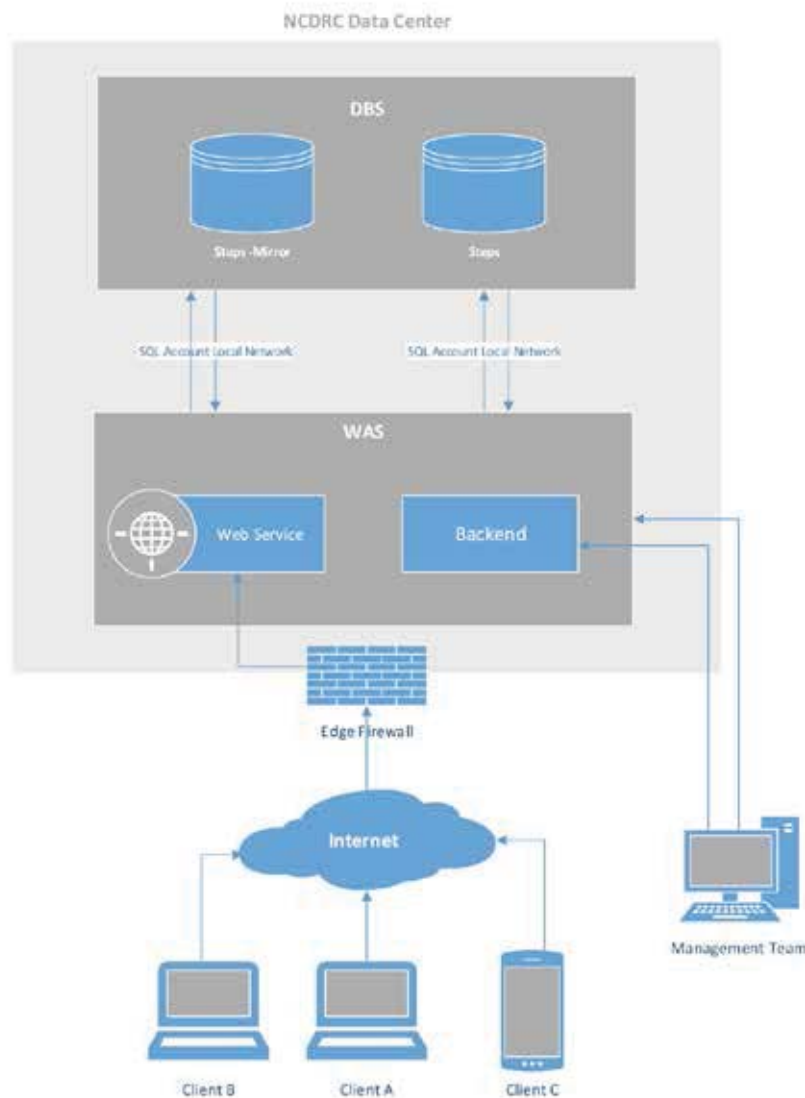 NCDRC Data Center
DBS
Steps -Mirror
Steps
SQL Account Local Network
SQL Account Local Network
WAS
Web Service
Backend
Edge Firewall
Internet
Management Team
Client B
Client A
Client C